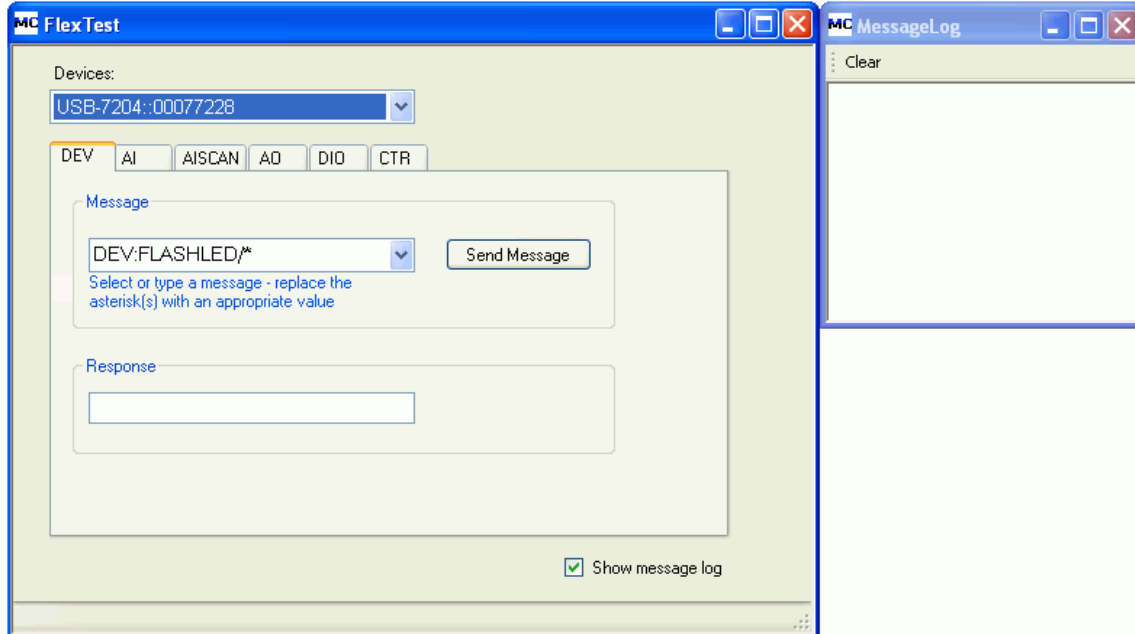 MC FlexTest
Devices:
USB-7204::00077228
DEV AI AISCAN AO DIO CTR
Message
DEV:FLASHLED/*
Send Message
Select or type a message - replace the
asterisk(s) with an appropriate value
Response
Show message log
MC MessageLog
Clear